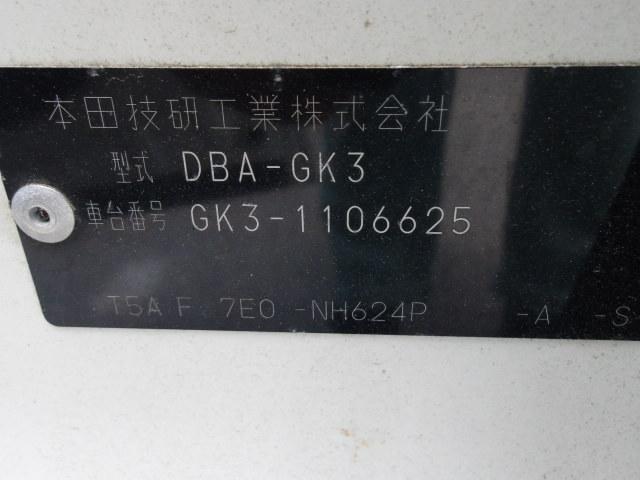 本田技研工業株式会社
型式 DBA-GK3
車台番号 GK3-1106625
T5A F 7E0 -NH624P -A -S